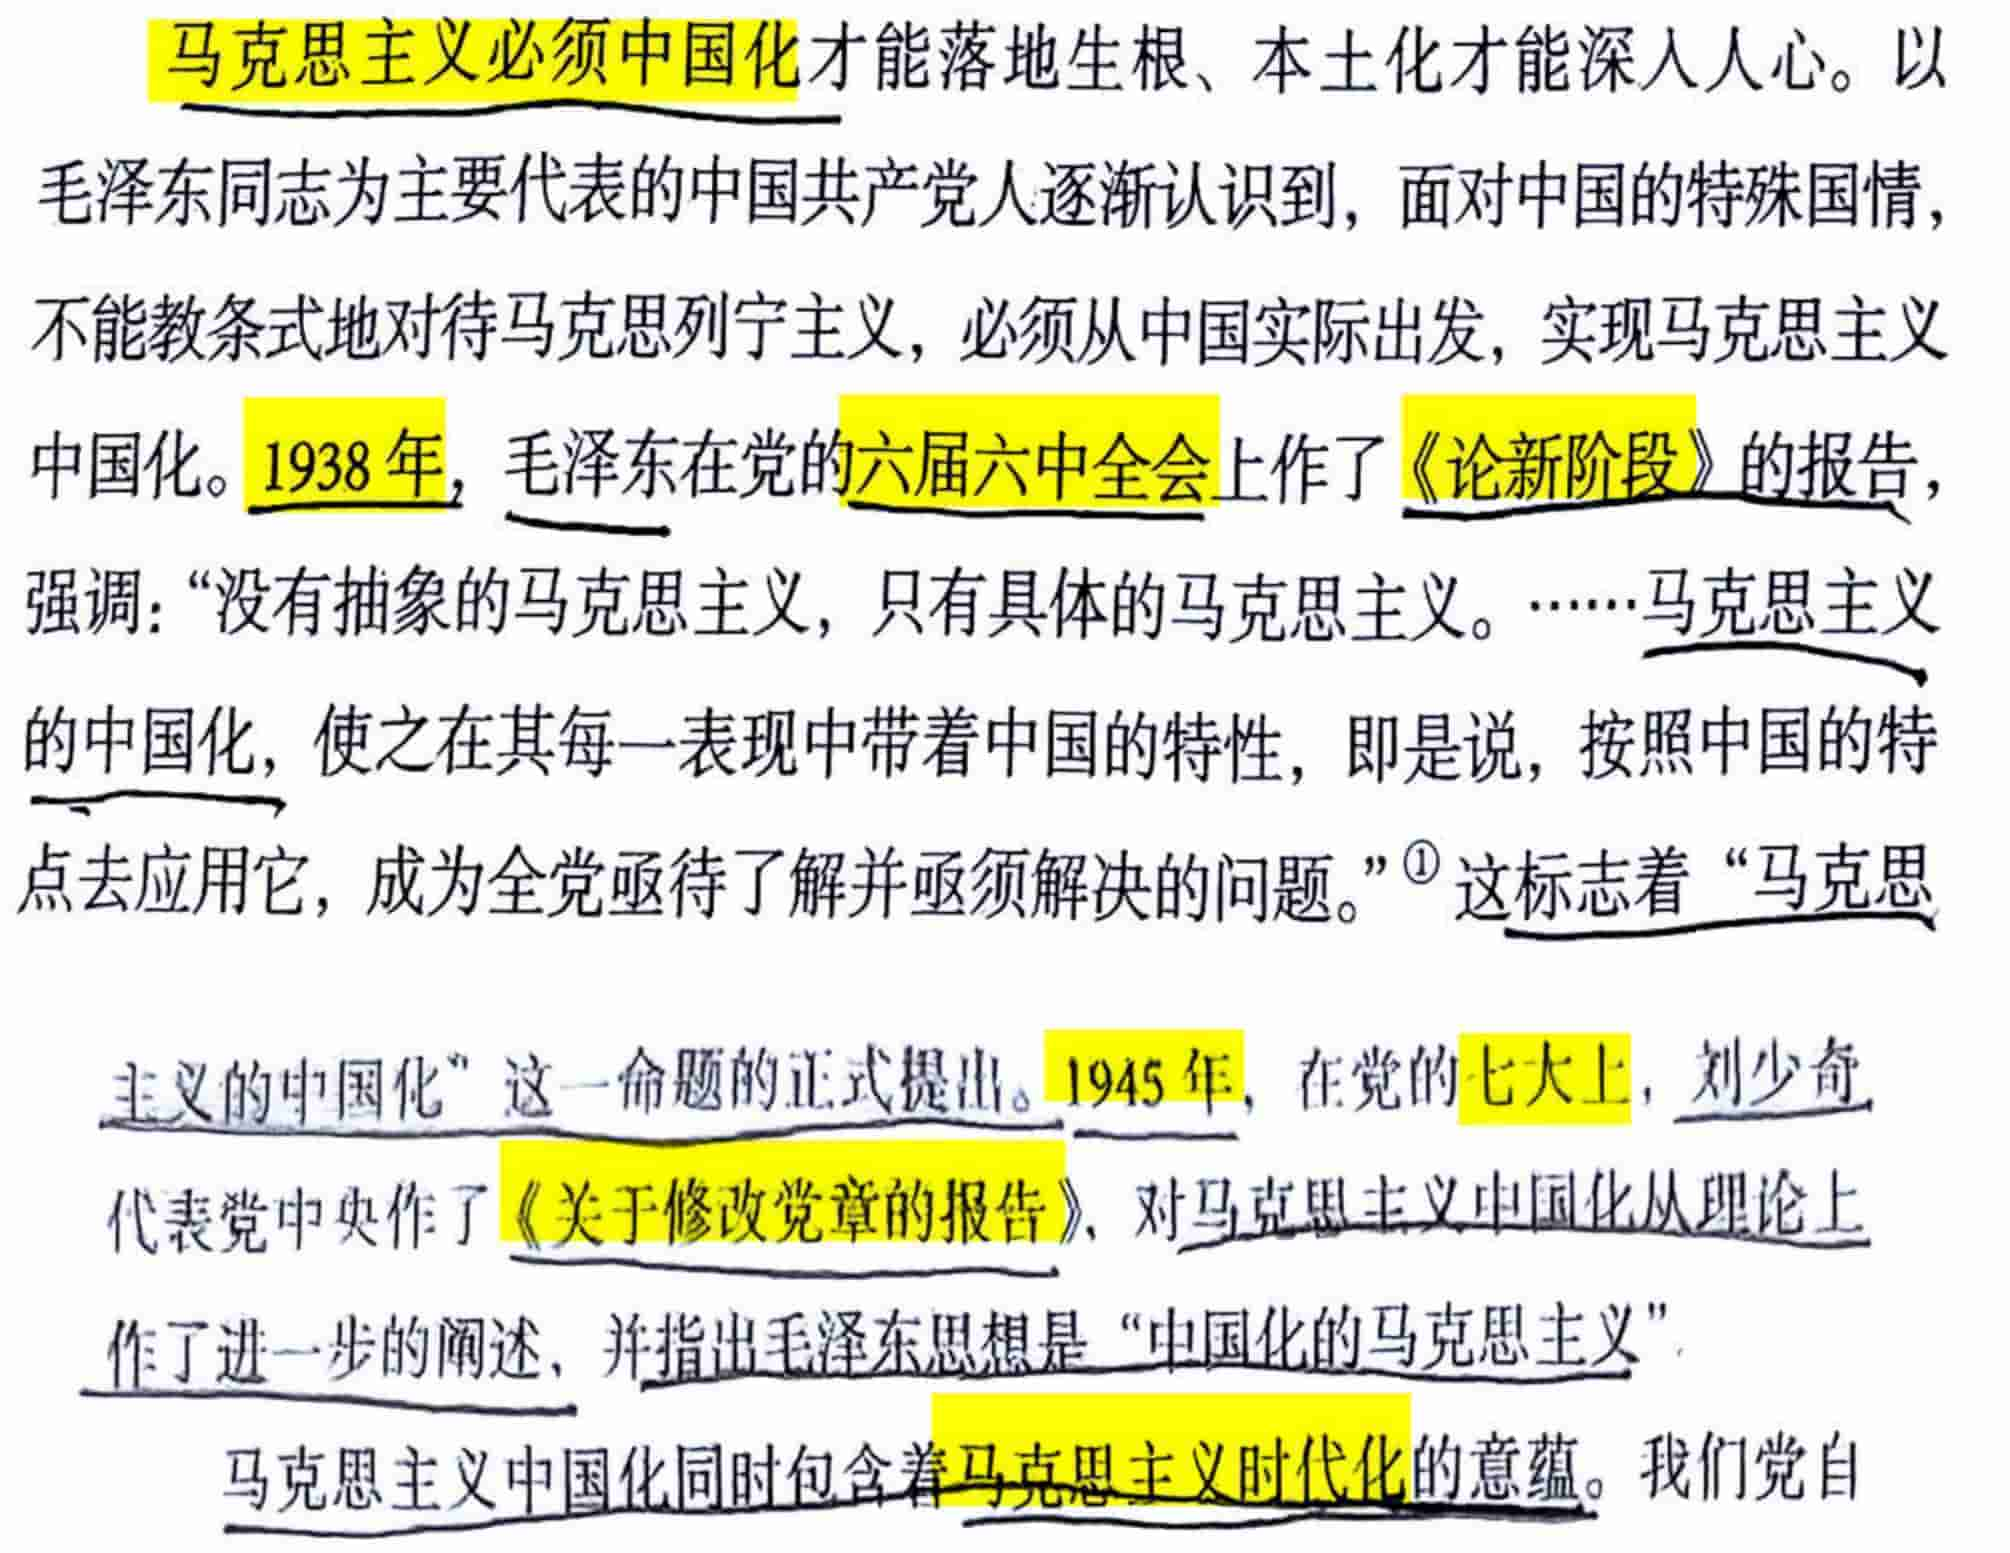 马克思主义必须中国化才能落地生根、本土化才能深入人心。以
毛泽东同志为主要代表的中国共产党人逐渐认识到，面对中国的特殊国情，
不能教条式地对待马克思列宁主义，必须从中国实际出发，实现马克思主义
中国化。1938年，毛泽东在党的六届六中全会上作了《论新阶段》的报告，
强调：“没有抽象的马克思主义，只有具体的马克思主义。……马克思主义
的中国化，使之在其每一表现中带着中国的特性，即是说，按照中国的特
点去应用它，成为全党亟待了解并亟须解决的问题。”①这标志着“马克思
主义的中国化”这一命题的正式提出。1945年，在党的七大上，刘少奇
代表党中央作了《关于修改党章的报告》，对马克思主义中国化从理论上
作了进一步的阐述，并指出毛泽东思想是“中国化的马克思主义”.
马克思主义中国化同时包含着马克思主义时代化的意蕴。我们党自